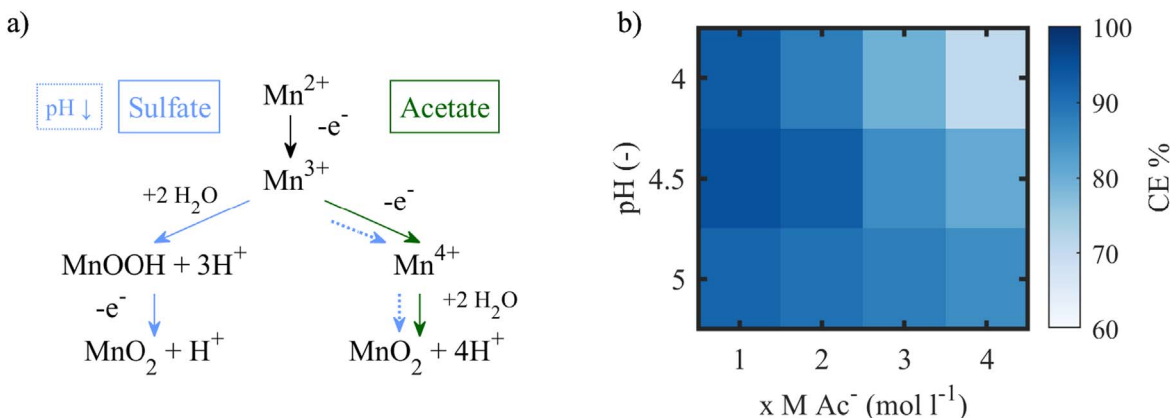 a)
pH ↓
Sulfate
Acetate
Mn²⁺
-e⁻
Mn³⁺
+2 H₂O
-e⁻
MnOOH + 3H⁺
Mn⁴⁺
-e⁻
+2 H₂O
MnO₂ + H⁺
MnO₂ + 4H⁺
b)
pH (-)
4
4.5
5
1 2 3 4
x M Ac⁻ (mol l⁻¹)
100
90
80
70
60
CE %